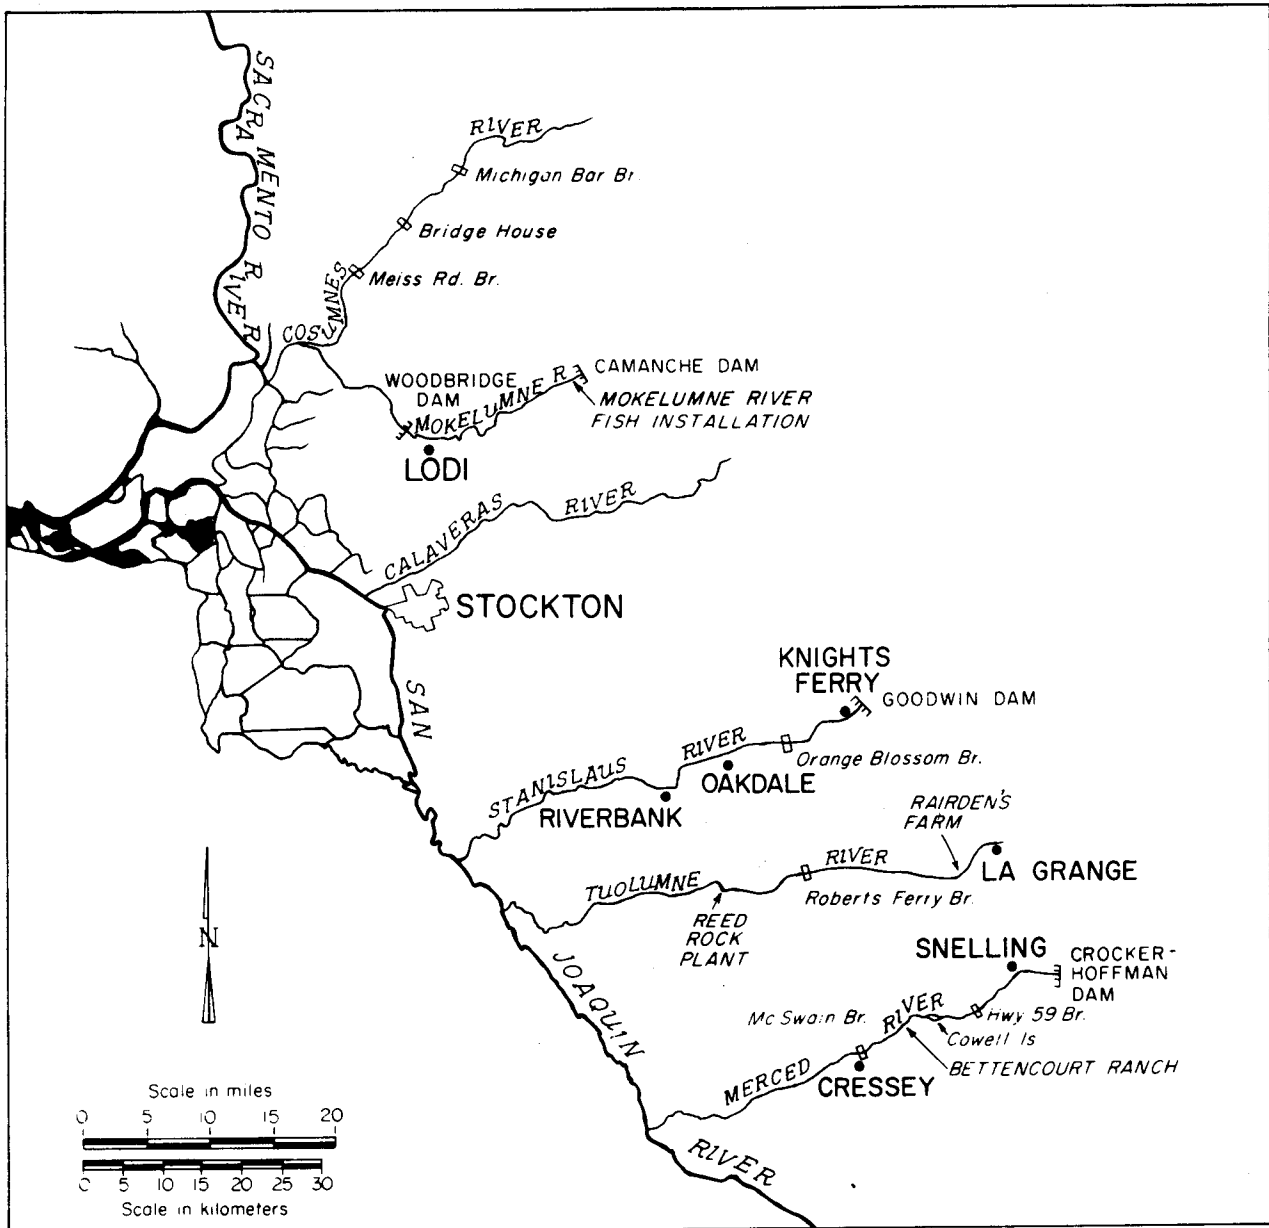 SACRAMENTO RIVER
RIVER
Michigan Bar Br.
Bridge House
Meiss Rd. Br.
COSUMNES
WOODBRIDGE
DAM
MOKELUMNE R
CAMANCHE DAM
MOKELUMNE RIVER
FISH INSTALLATION
LODI
CALAVERAS
RIVER
STOCKTON
SAN
KNIGHTS
FERRY
GOODWIN DAM
STANISLAUS
RIVER
Orange Blossom Br.
OAKDALE
RIVERBANK
RAIRDEN'S
FARM
TUOLUMNE
RIVER
LA GRANGE
Roberts Ferry Br.
REED
ROCK
PLANT
N
JOAQUIN
SNELLING
CROCKER-
HOFFMAN
DAM
Mc Swain Br.
RIVER
Hwy 59 Br.
Cowell Is
BETTENCOURT RANCH
MERCED
CRESSEY
RIVER
Scale in miles
0 5 10 15 20
0 5 10 15 20 25 30
Scale in kilometers